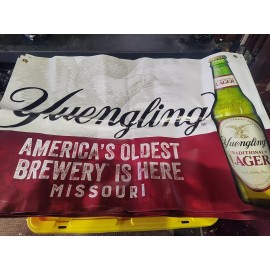 Yuengling
AMERICA'S OLDEST
BREWERY IS HERE
MISSOURI
Yuengling
TRADITIONAL
LAGER